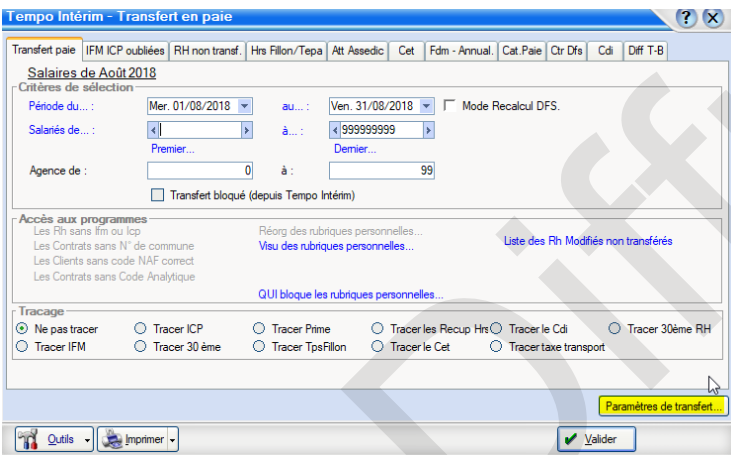 Tempo Intérim - Transfert en paie
Transfert paie IFM ICP oubliées RH non transf. Hrs Fillon/Tepa Att Assedic Cet Fdm - Annual. Cat.Paie Ctr Dfs Cdi Diff T-B
Salaires de Août 2018
Critères de sélection
Période du... : Mer. 01/08/2018 au... : Ven. 31/08/2018 Mode Recalcul DFS.
Salariés de... : à... : 999999999
Premier... Dernier...
Agence de : 0 à : 99
Transfert bloqué (depuis Tempo Intérim)
Accès aux programmes
Les Rh sans Ifm ou Icp Réorg des rubriques personnelles...
Les Contrats sans N° de commune Visu des rubriques personnelles... Liste des Rh Modifiés non transférés
Les Clients sans code NAF correct
Les Contrats sans Code Analytique
QUI bloque les rubriques personnelles...
Tracage
Ne pas tracer Tracer ICP Tracer Prime Tracer les Recup Hrs Tracer le Cdi Tracer 30ème RH
Tracer IFM Tracer 30 éme Tracer TpsFillon Tracer le Cet Tracer taxe transport
Paramètres de transfert...
Outils Imprimer Valider
Diff